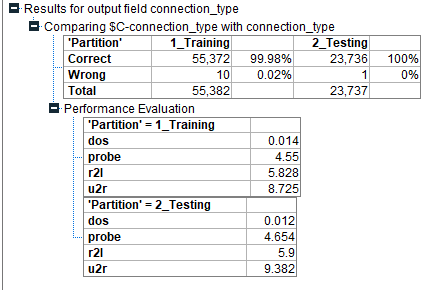 Results for output field connection_type
Comparing $C-connection_type with connection_type
'Partition' 1_Training 2_Testing
Correct 55,372 99.98% 23,736 100%
Wrong 10 0.02% 1 0%
Total 55,382 23,737
Performance Evaluation
'Partition' = 1_Training
dos 0.014
probe 4.55
r2l 5.828
u2r 8.725
'Partition' = 2_Testing
dos 0.012
probe 4.654
r2l 5.9
u2r 9.382